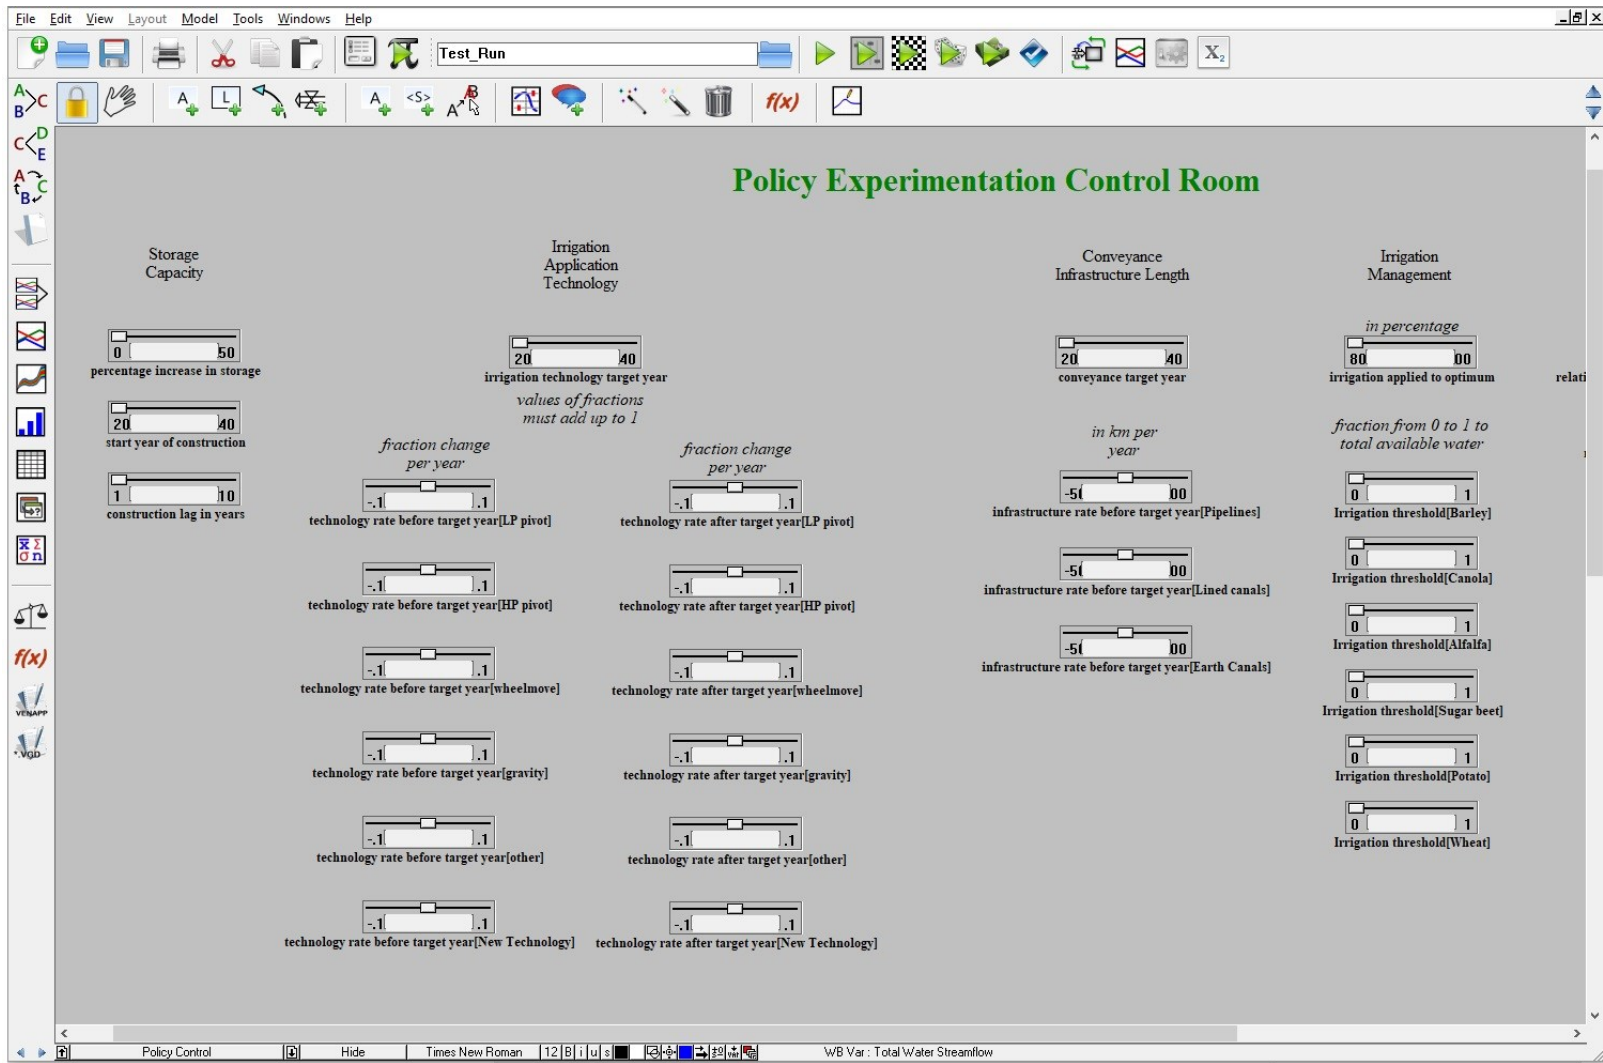 File Edit View Layout Model Tools Windows Help
Test_Run
X2
A B C
A L
A <S> A B
f(x)
C D E
A C B
Policy Experimentation Control Room
Storage
Capacity
Irrigation
Application
Technology
Conveyance
Infrastructure Length
Irrigation
Management
0 50
percentage increase in storage
20 40
start year of construction
1 10
construction lag in years
20 40
irrigation technology target year
values of fractions
must add up to 1
fraction change
per year
-.1 .1
technology rate before target year[LP pivot]
-.1 .1
technology rate before target year[HP pivot]
-.1 .1
technology rate before target year[wheelmove]
-.1 .1
technology rate before target year[gravity]
-.1 .1
technology rate before target year[other]
-.1 .1
technology rate before target year[New Technology]
fraction change
per year
-.1 .1
technology rate after target year[LP pivot]
-.1 .1
technology rate after target year[HP pivot]
-.1 .1
technology rate after target year[wheelmove]
-.1 .1
technology rate after target year[gravity]
-.1 .1
technology rate after target year[other]
-.1 .1
technology rate after target year[New Technology]
20 40
conveyance target year
in km per
year
-50 00
infrastructure rate before target year[Pipelines]
-50 00
infrastructure rate before target year[Lined canals]
-50 00
infrastructure rate before target year[Earth Canals]
in percentage
80 00
irrigation applied to optimum
fraction from 0 to 1 to
total available water
0 1
Irrigation threshold[Barley]
0 1
Irrigation threshold[Canola]
0 1
Irrigation threshold[Alfalfa]
0 1
Irrigation threshold[Sugar beet]
0 1
Irrigation threshold[Potato]
0 1
Irrigation threshold[Wheat]
relati
x Σ
σ n
f(x)
VENAPP
*.VGD
Policy Control Hide Times New Roman 12 B i u s WB Var : Total Water Streamflow